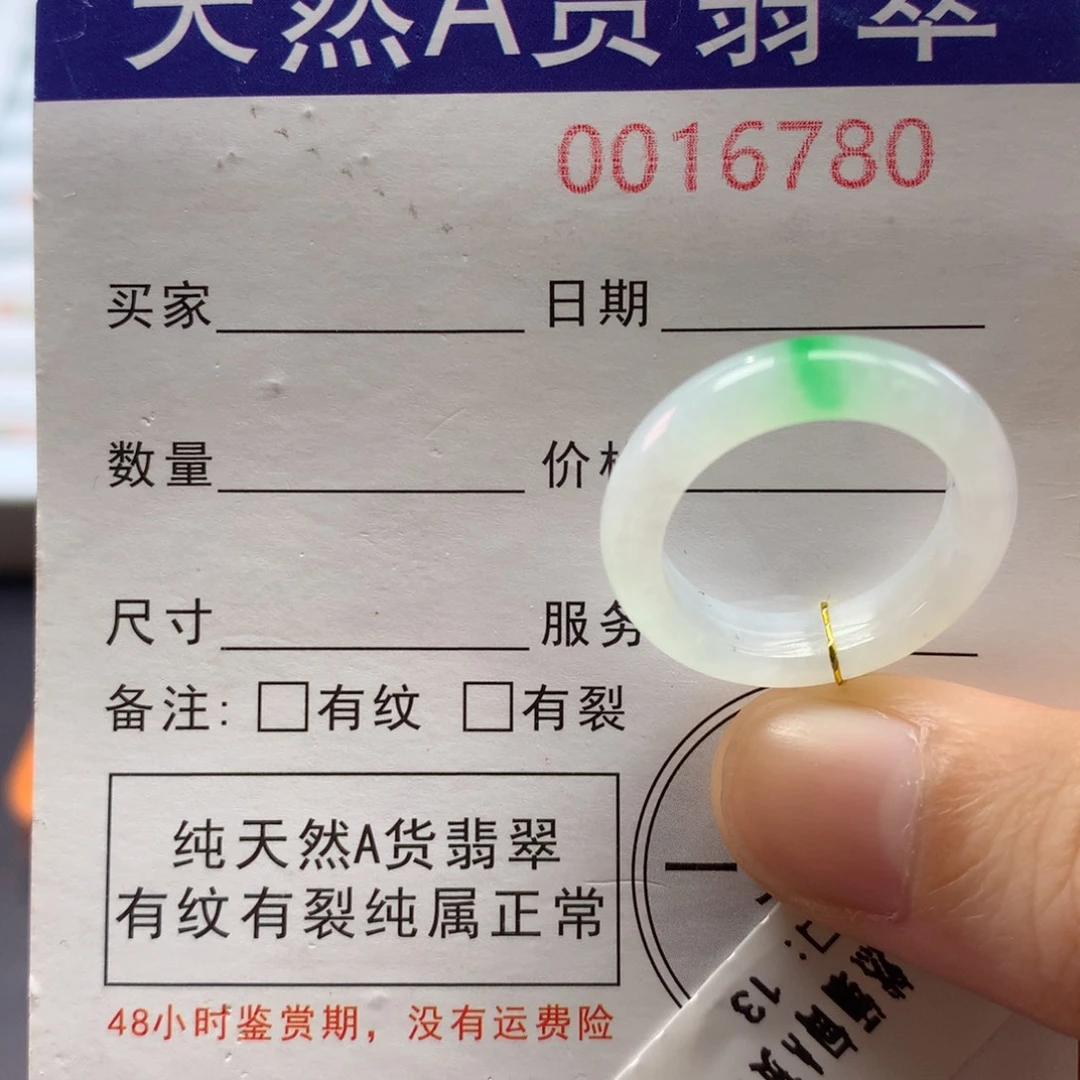 天然A货翡翠
0016780
买家 日期
数量 价格
尺寸 服务
备注: □有纹 □有裂
纯天然A货翡翠
有纹有裂纯属正常
48小时鉴赏期，没有运费险
13